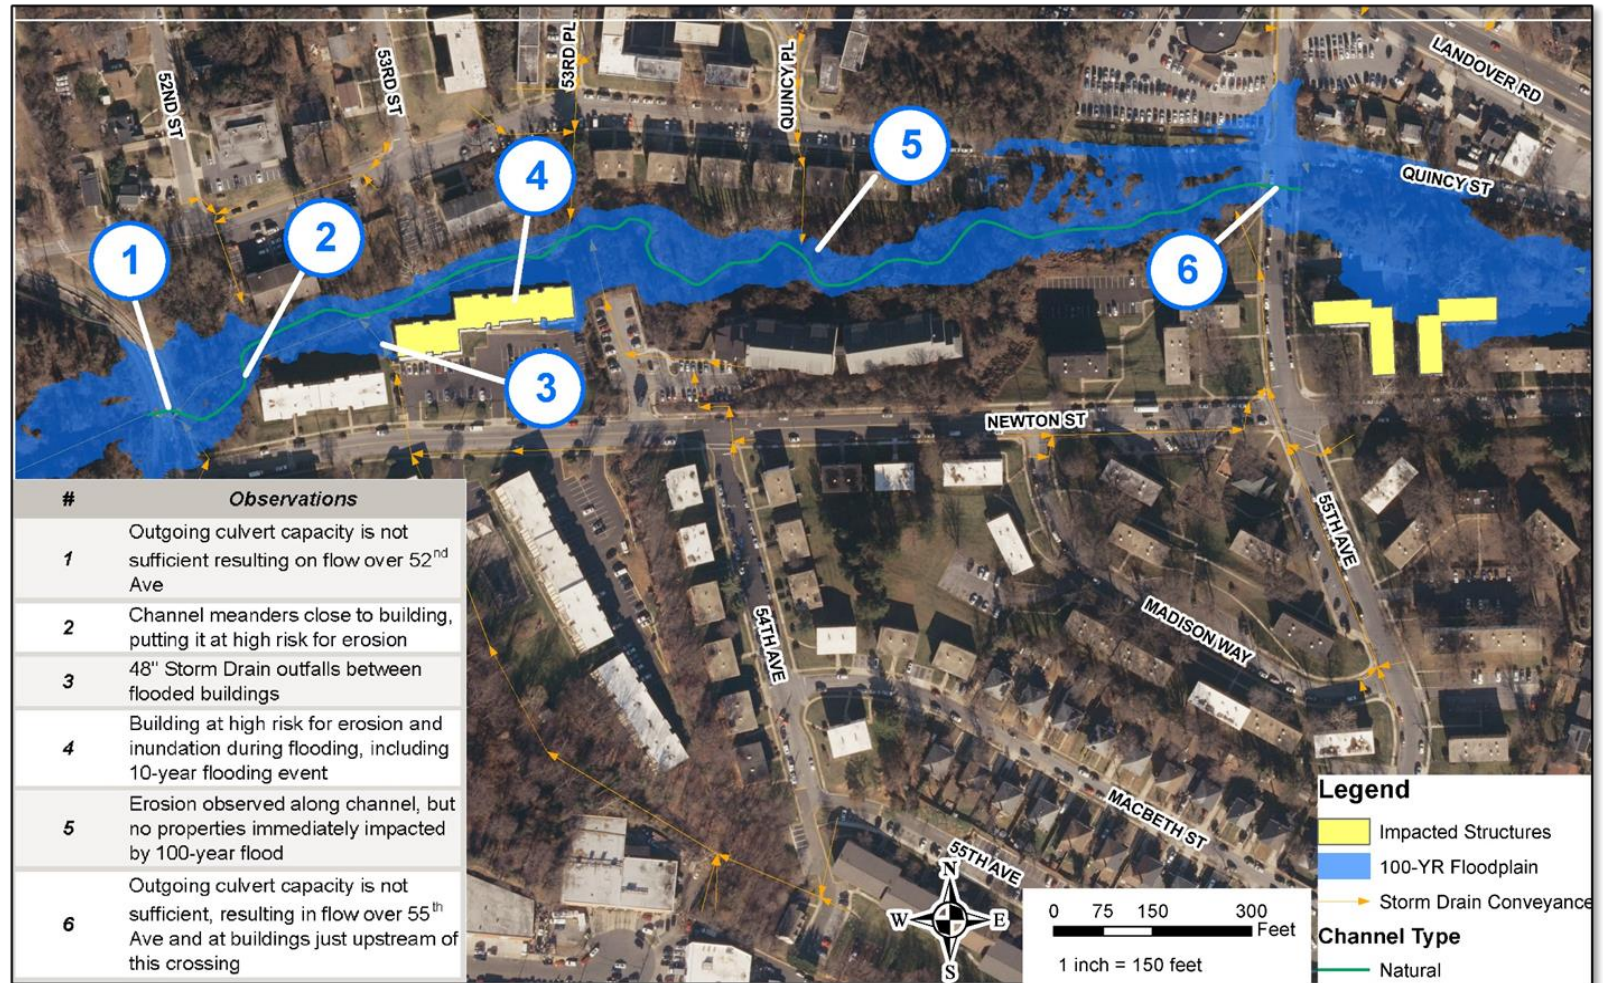 52ND ST
53RD ST
53RD PL
QUINCY PL
LANDOVER RD
QUINCY ST
1
2
3
4
5
6
NEWTON ST
54TH AVE
55TH AVE
MADISON WAY
MACBETH ST
55TH AVE
# Observations
1 Outgoing culvert capacity is not
sufficient resulting on flow over 52nd
Ave
2 Channel meanders close to building,
putting it at high risk for erosion
3 48" Storm Drain outfalls between
flooded buildings
4 Building at high risk for erosion and
inundation during flooding, including
10-year flooding event
5 Erosion observed along channel, but
no properties immediately impacted
by 100-year flood
6 Outgoing culvert capacity is not
sufficient, resulting in flow over 55th
Ave and at buildings just upstream of
this crossing
N
W E
S
0 75 150 300
Feet
1 inch = 150 feet
Legend
Impacted Structures
100-YR Floodplain
Storm Drain Conveyance
Channel Type
Natural